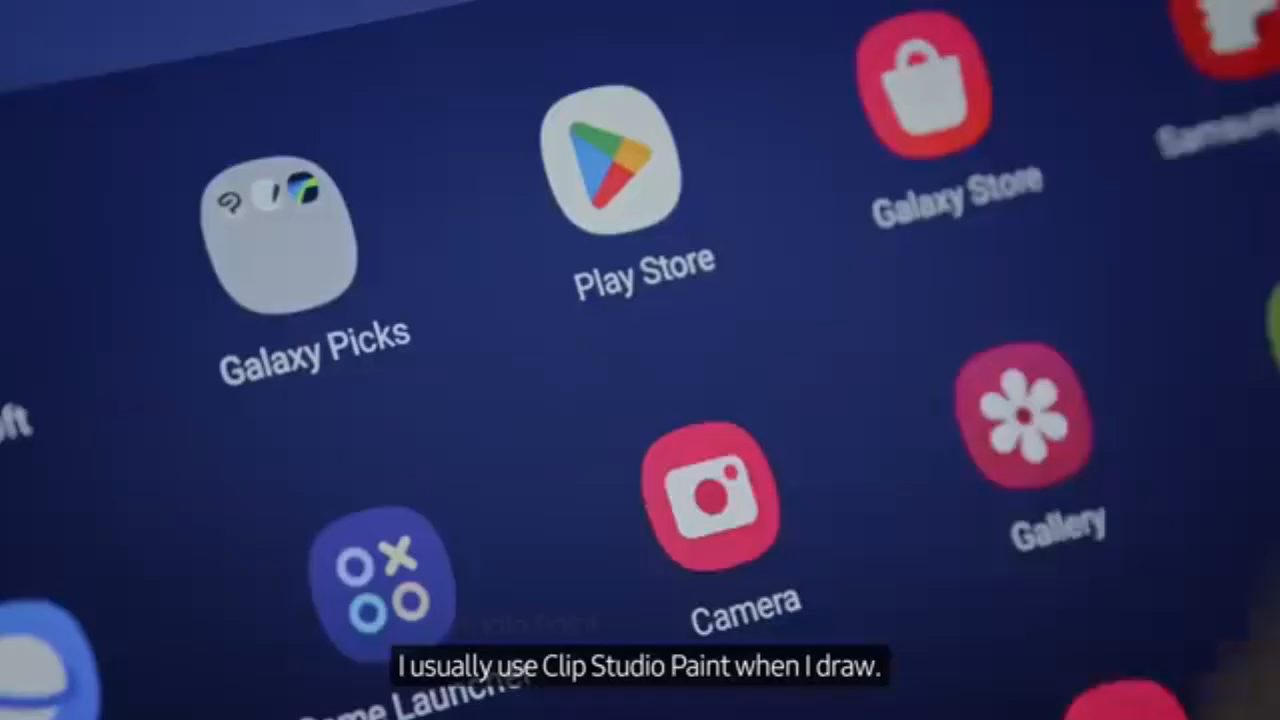 Galaxy Store
Play Store
Galaxy Picks
Gallery
Camera
I usually use Clip Studio Paint when I draw.